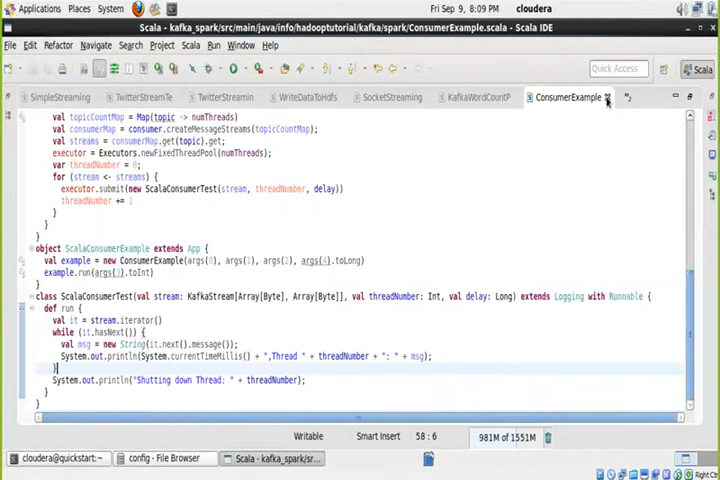 Applications Places System Fri Sep 9, 8:09 PM cloudera
Scala - kafka_spark/src/main/java/info/hadooptutorial/kafka/spark/ConsumerExample.scala - Scala IDE
File Edit Refactor Navigate Search Project Scala Run Window Help
Quick Access Scala
SimpleStreaming TwitterStreamTe TwitterStreamin WriteDataToHdfs SocketStreaming KafkaWordCountP ConsumerExample »2
val topicCountMap = Map(topic -> numThreads)
val consumerMap = consumer.createMessageStreams(topicCountMap);
val streams = consumerMap.get(topic).get;
executor = Executors.newFixedThreadPool(numThreads);
var threadNumber = 0;
for (stream <- streams) {
executor.submit(new ScalaConsumerTest(stream, threadNumber, delay))
threadNumber += 1
}
}
}
object ScalaConsumerExample extends App {
val example = new ConsumerExample(args(0), args(1), args(2), args(4).toLong)
example.run(args(3).toInt)
}
class ScalaConsumerTest(val stream: KafkaStream[Array[Byte], Array[Byte]], val threadNumber: Int, val delay: Long) extends Logging with Runnable {
def run {
val it = stream.iterator()
while (it.hasNext()) {
val msg = new String(it.next().message());
System.out.println(System.currentTimeMillis() + ",Thread " + threadNumber + ": " + msg);
}
System.out.println("Shutting down Thread: " + threadNumber);
}
}
Writable Smart Insert 58 : 6 981M of 1551M
cloudera@quickstart:~ config - File Browser Scala - kafka_spark/sr...
Right Ct